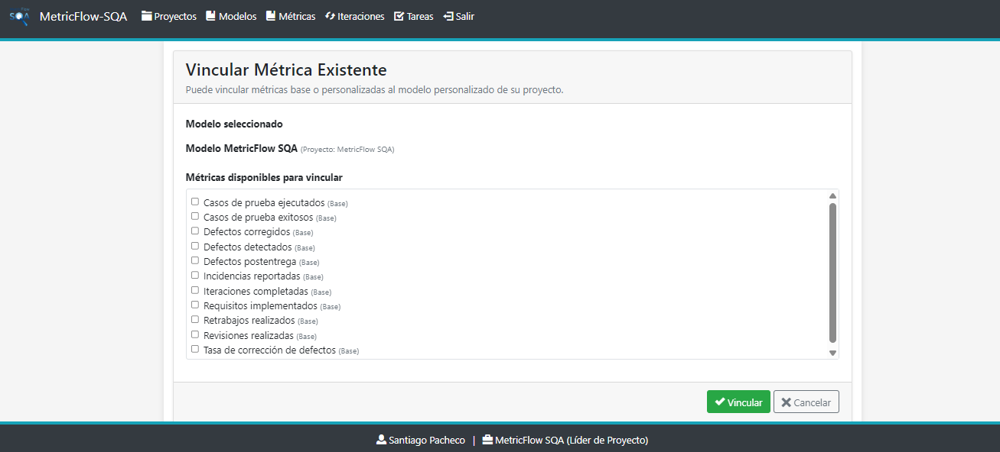 Flow
SQA
MetricFlow-SQA Proyectos Modelos Métricas Iteraciones Tareas Salir
Vincular Métrica Existente
Puede vincular métricas base o personalizadas al modelo personalizado de su proyecto.
Modelo seleccionado
Modelo MetricFlow SQA (Proyecto: MetricFlow SQA)
Métricas disponibles para vincular
Casos de prueba ejecutados (Base)
Casos de prueba exitosos (Base)
Defectos corregidos (Base)
Defectos detectados (Base)
Defectos postentrega (Base)
Incidencias reportadas (Base)
Iteraciones completadas (Base)
Requisitos implementados (Base)
Retrabajos realizados (Base)
Revisiones realizadas (Base)
Tasa de corrección de defectos (Base)
Vincular Cancelar
Santiago Pacheco | MetricFlow SQA (Líder de Proyecto)